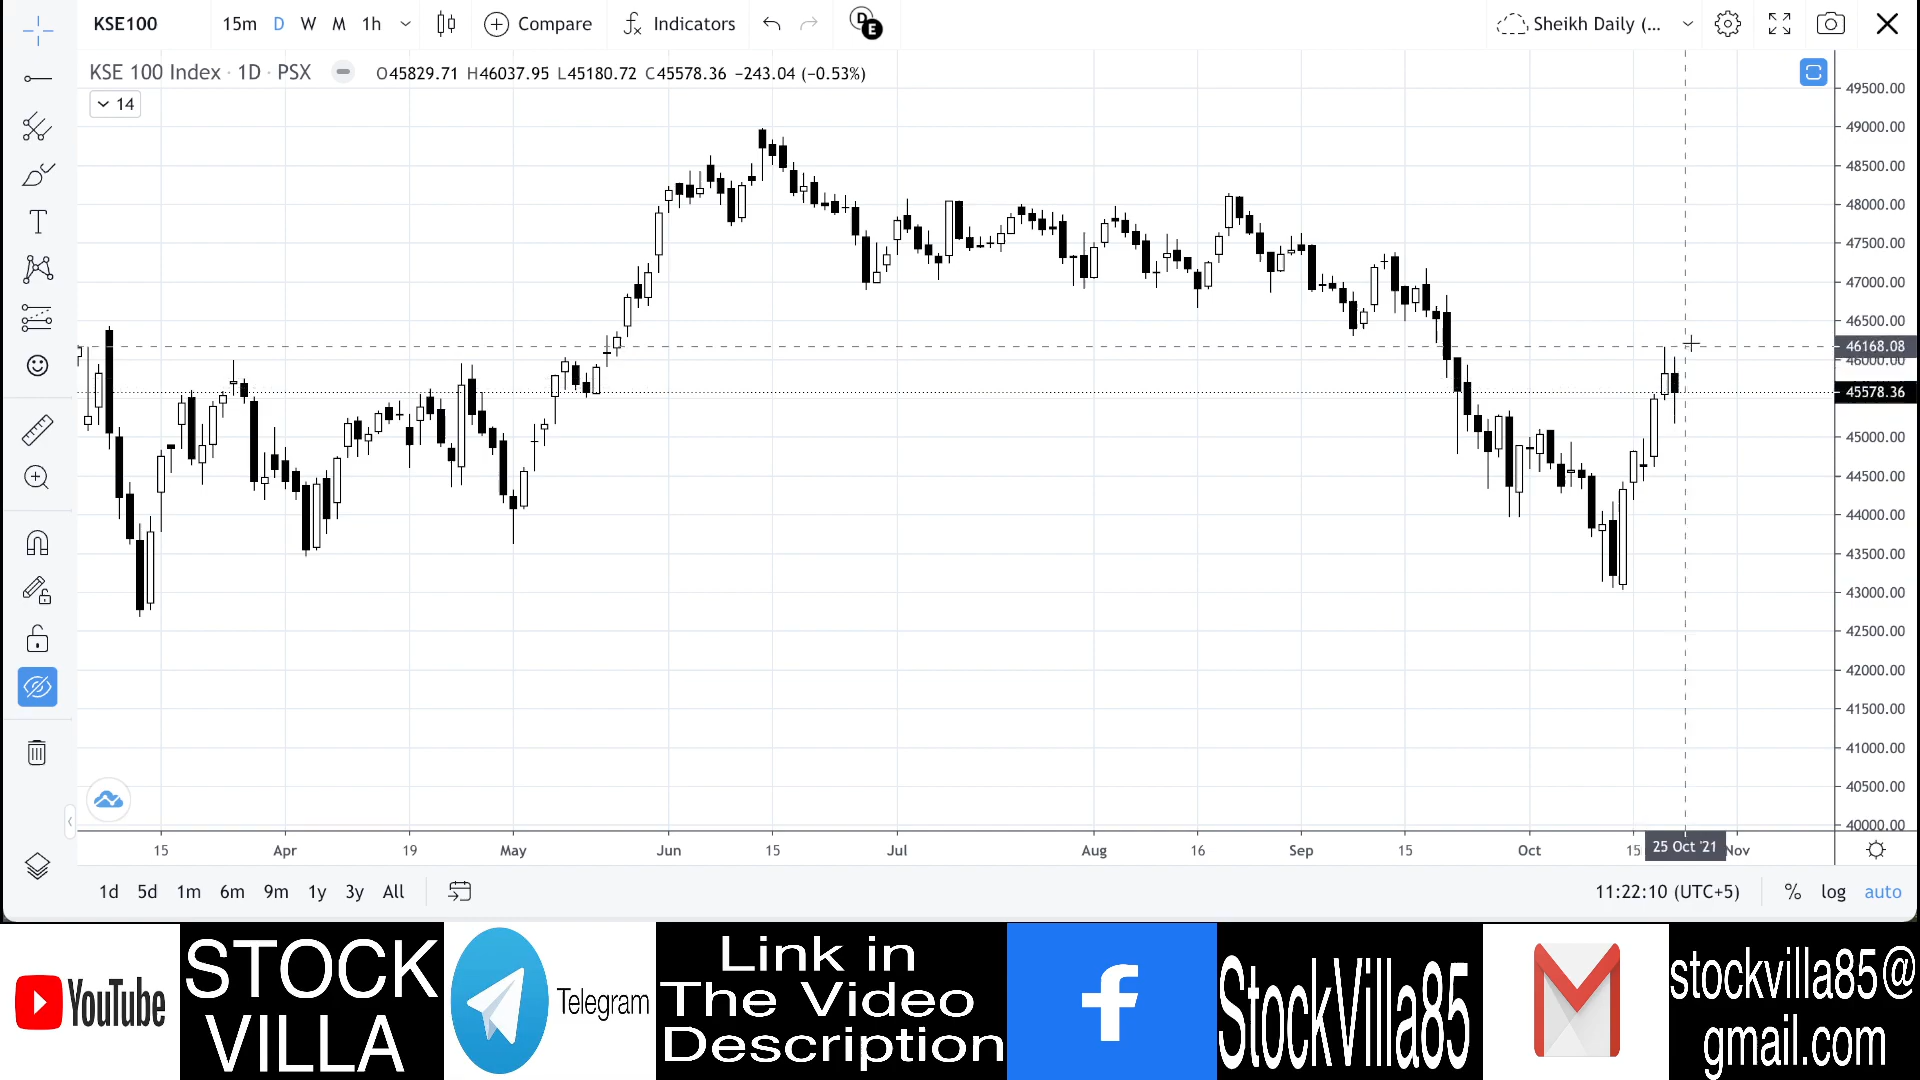 KSE100
15m D W M 1h Compare Indicators D E Sheikh Daily (...
KSE 100 Index · 1D · PSX O45829.71 H46037.95 L45180.72 C45578.36 −243.04 (−0.53%)
14
49500.00
49000.00
48500.00
48000.00
47500.00
47000.00
46500.00
46168.08
46000.00
45578.36
45000.00
44500.00
44000.00
43500.00
43000.00
42500.00
42000.00
41500.00
41000.00
40500.00
40000.00
15 Apr 19 May Jun 15 Jul Aug 16 Sep 15 Oct 15 25 Oct '21 Nov
1d 5d 1m 6m 9m 1y 3y All 11:22:10 (UTC+5) % log auto
YouTube
STOCK
VILLA
Telegram
Link in
The Video
Description
StockVilla85
stockvilla85@
gmail.com